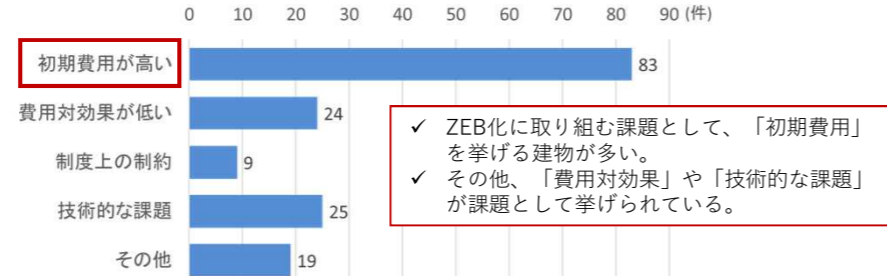 0 10 20 30 40 50 60 70 80 90 (件)
初期費用が高い 83
費用対効果が低い 24
✓ ZEB化に取り組む課題として、「初期費用」
を挙げる建物が多い。
✓ その他、「費用対効果」や「技術的な課題」
が課題として挙げられている。
制度上の制約 9
技術的な課題 25
その他 19